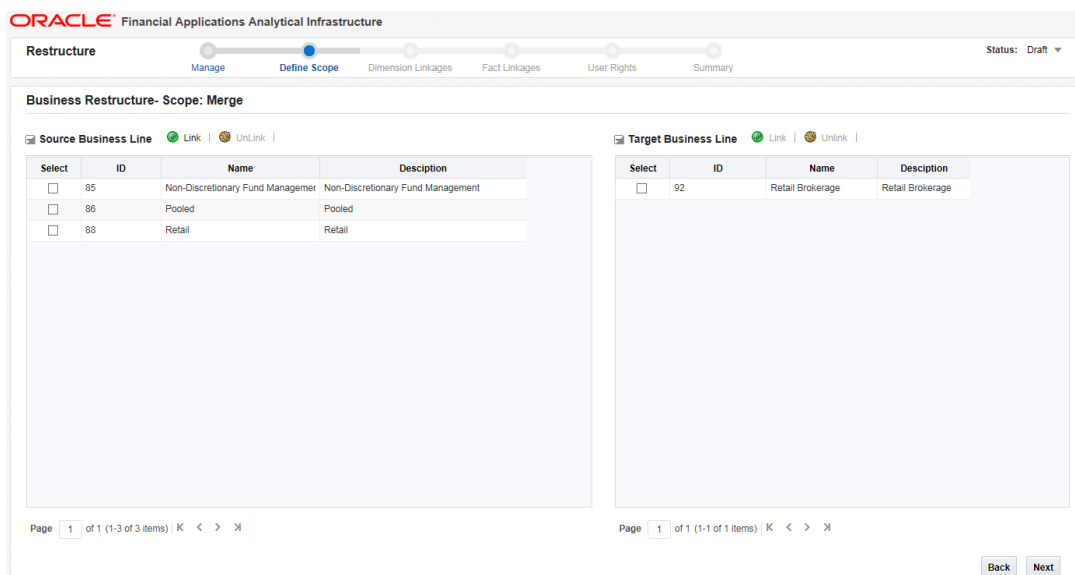 ORACLE Financial Applications Analytical Infrastructure
Restructure
Manage Define Scope Dimension Linkages Fact Linkages User Rights Summary
Status: Draft
Business Restructure- Scope: Merge
Source Business Line Link | UnLink |
Select ID Name Desciption
85 Non-Discretionary Fund Managemer Non-Discretionary Fund Management
86 Pooled Pooled
88 Retail Retail
Page 1 of 1 (1-3 of 3 items)
Target Business Line Link | Unlink |
Select ID Name Desciption
92 Retail Brokerage Retail Brokerage
Page 1 of 1 (1-1 of 1 items)
Back Next